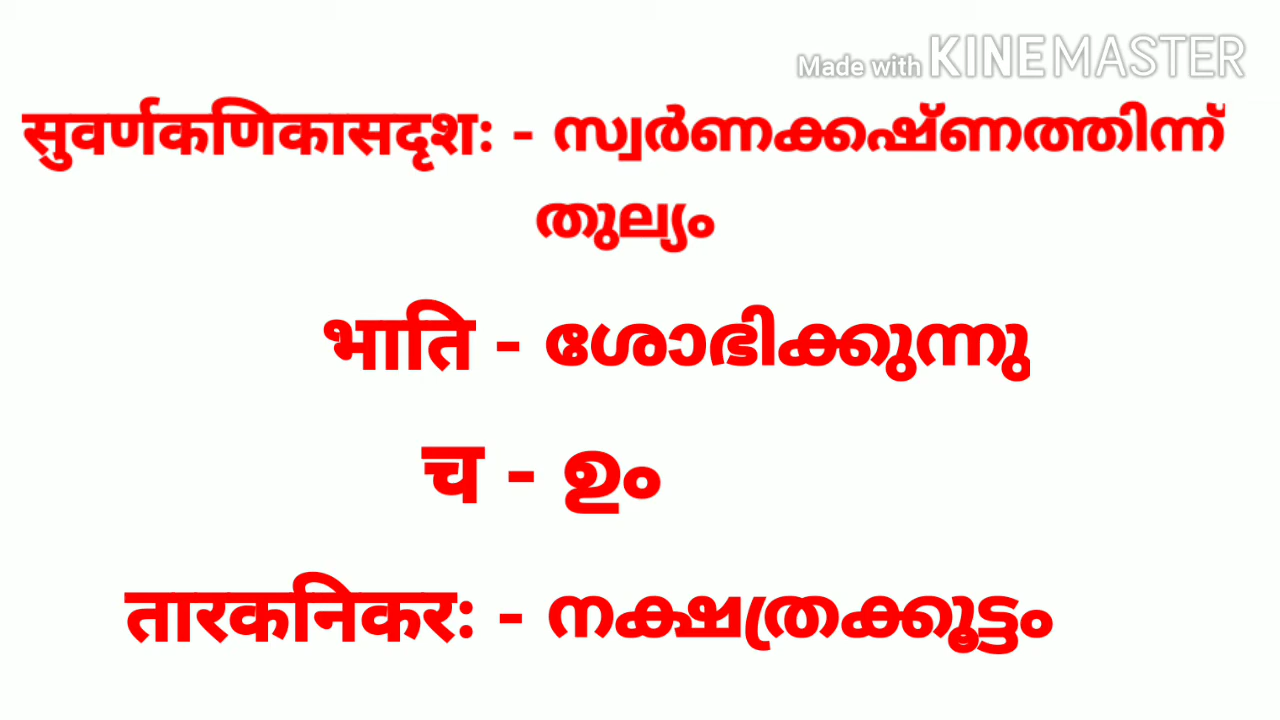 Made with KINEMASTER
सुवर्णकणिकासदृशः - സ്വർണക്കഷ്ണത്തിന്ന്
തുല്യം
भाति - ശോഭിക്കുന്നു
च - ഉം
तारकनिकरः - നക്ഷത്രക്കൂട്ടം